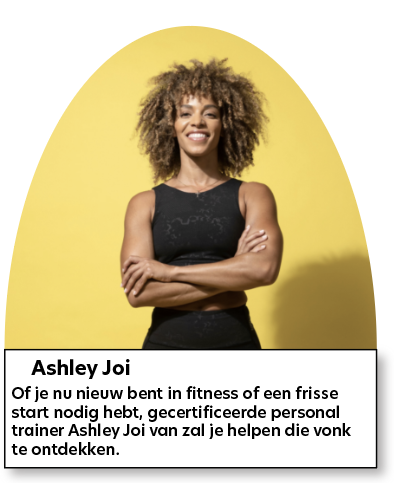 Ashley Joi
Of je nu nieuw bent in fitness of een frisse
start nodig hebt, gecertificeerde personal
trainer Ashley Joi van zal je helpen die vonk
te ontdekken.